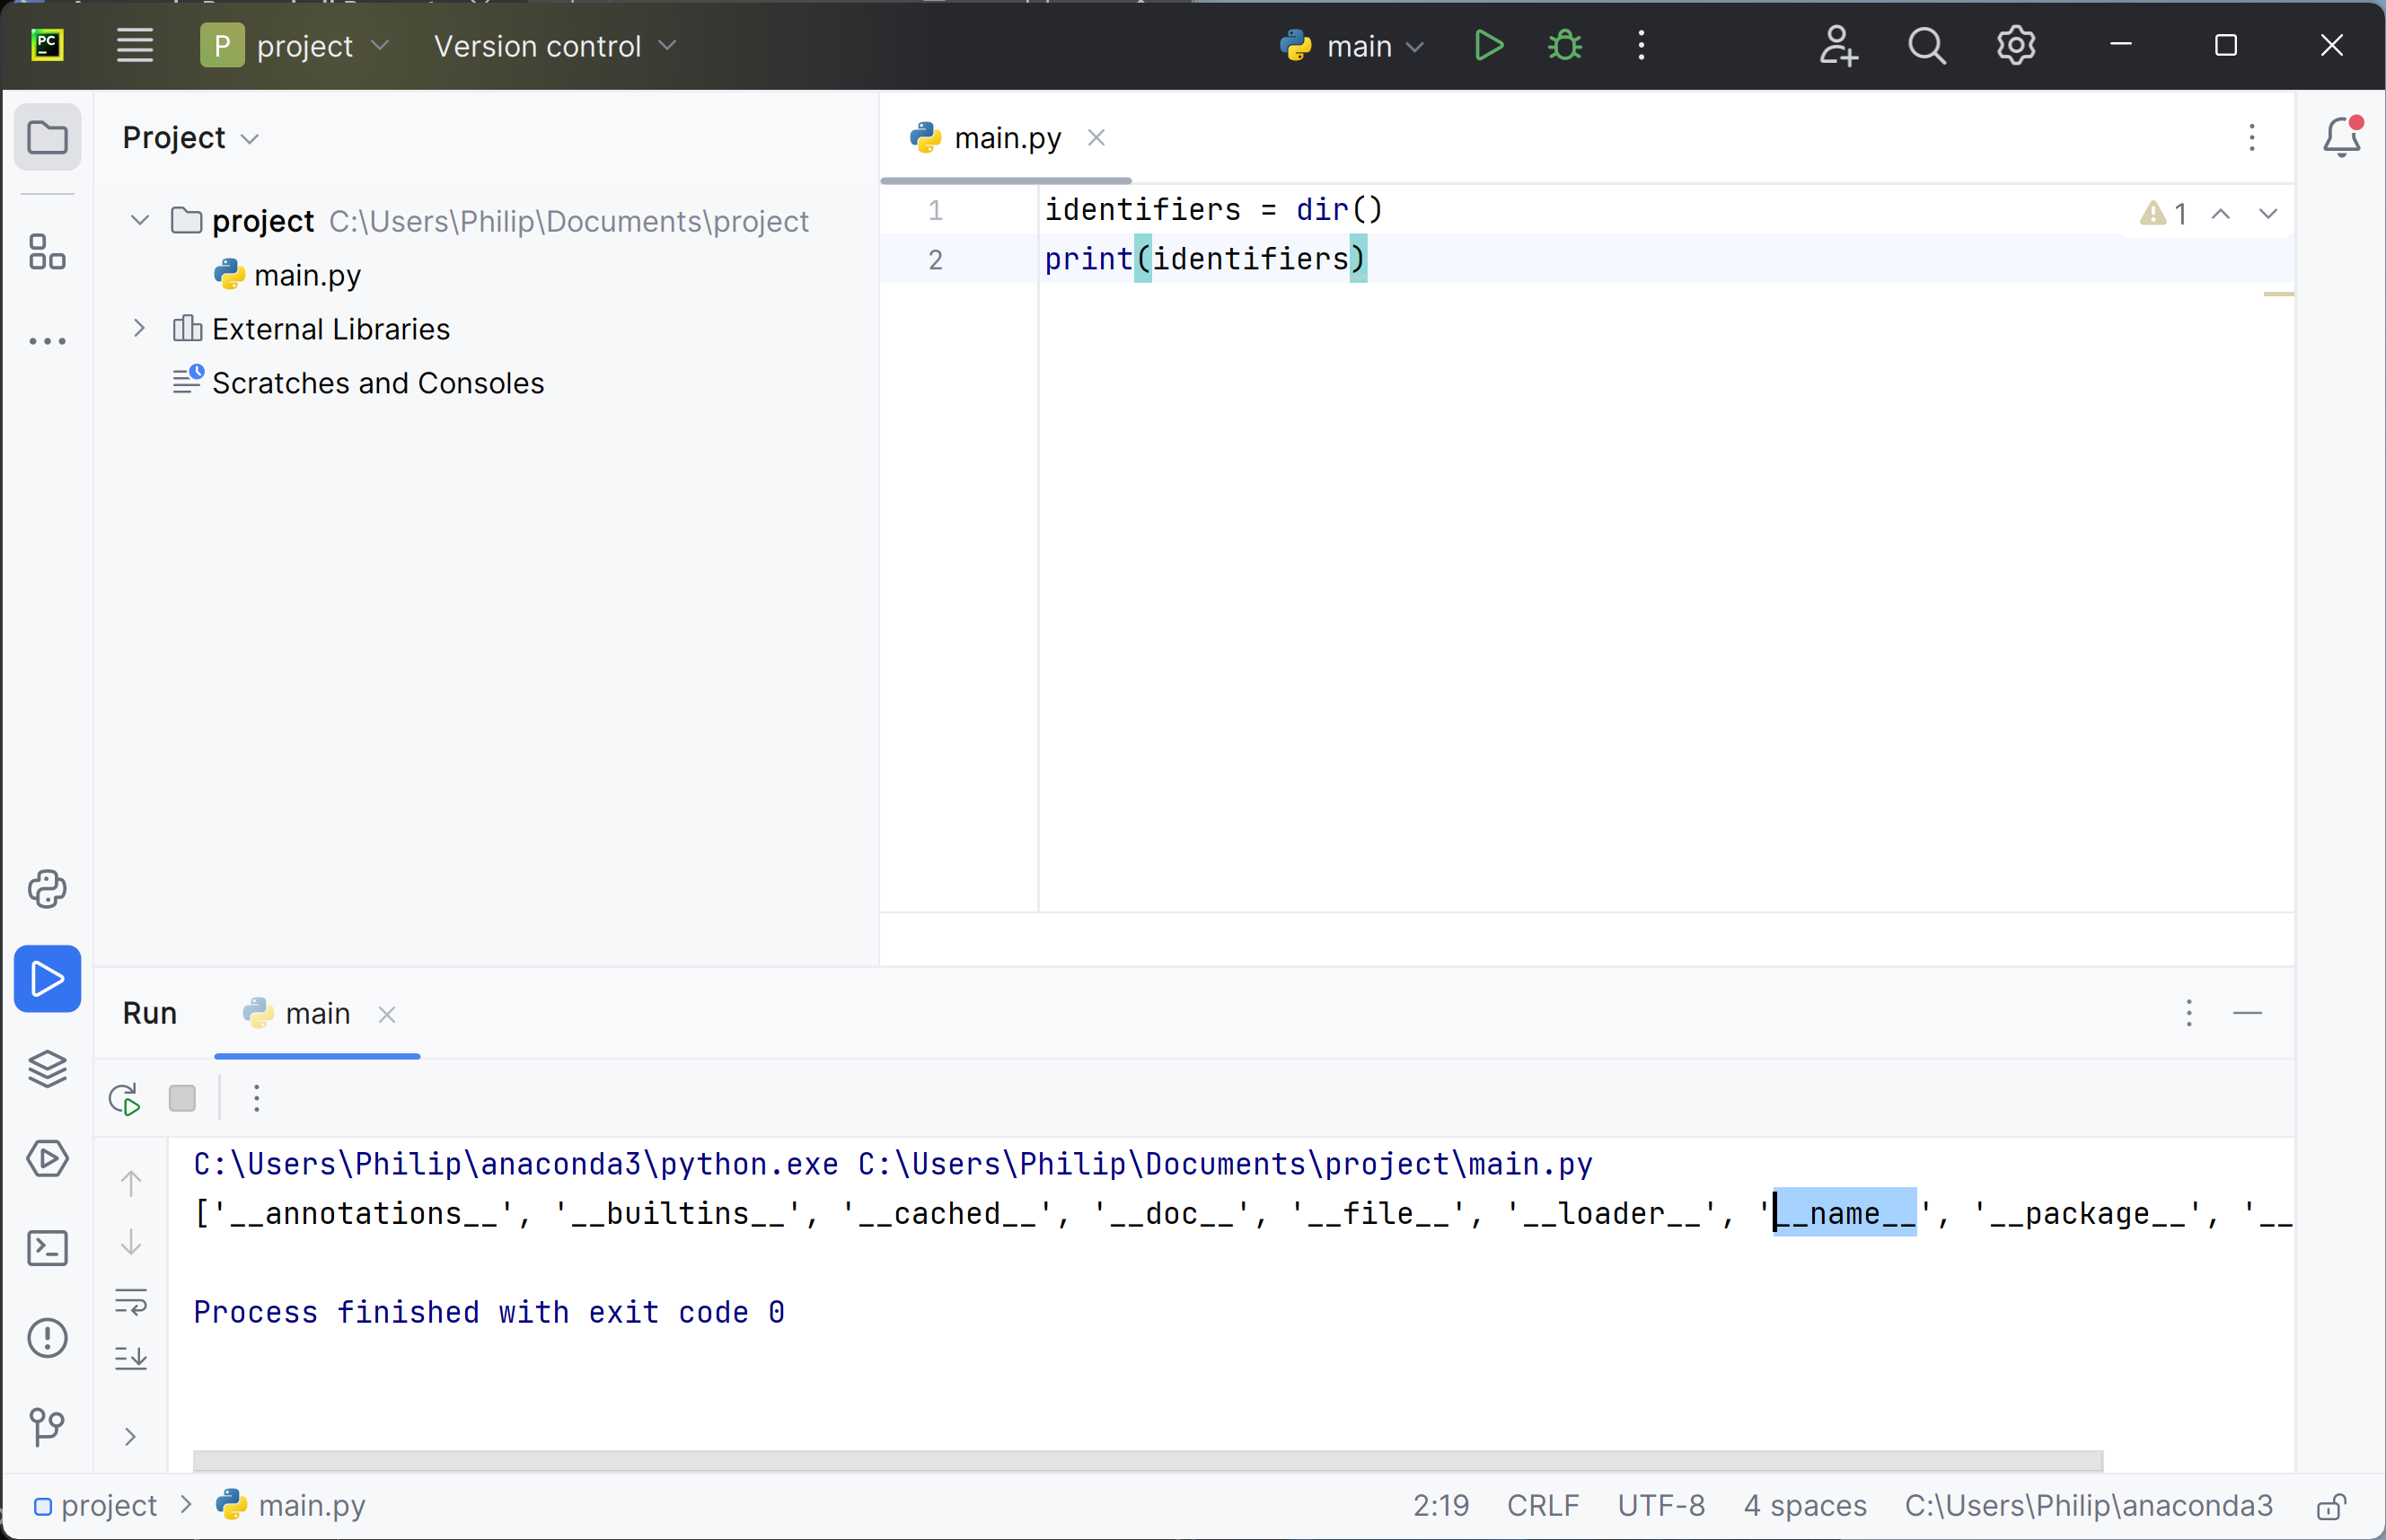 PC
P project Version control main
Project
main.py
project C:\Users\Philip\Documents\project
main.py
External Libraries
Scratches and Consoles
1 identifiers = dir()
2 print(identifiers)
1
Run main
C:\Users\Philip\anaconda3\python.exe C:\Users\Philip\Documents\project\main.py
['__annotations__', '__builtins__', '__cached__', '__doc__', '__file__', '__loader__', '__name__', '__package__', '__
Process finished with exit code 0
project > main.py 2:19 CRLF UTF-8 4 spaces C:\Users\Philip\anaconda3